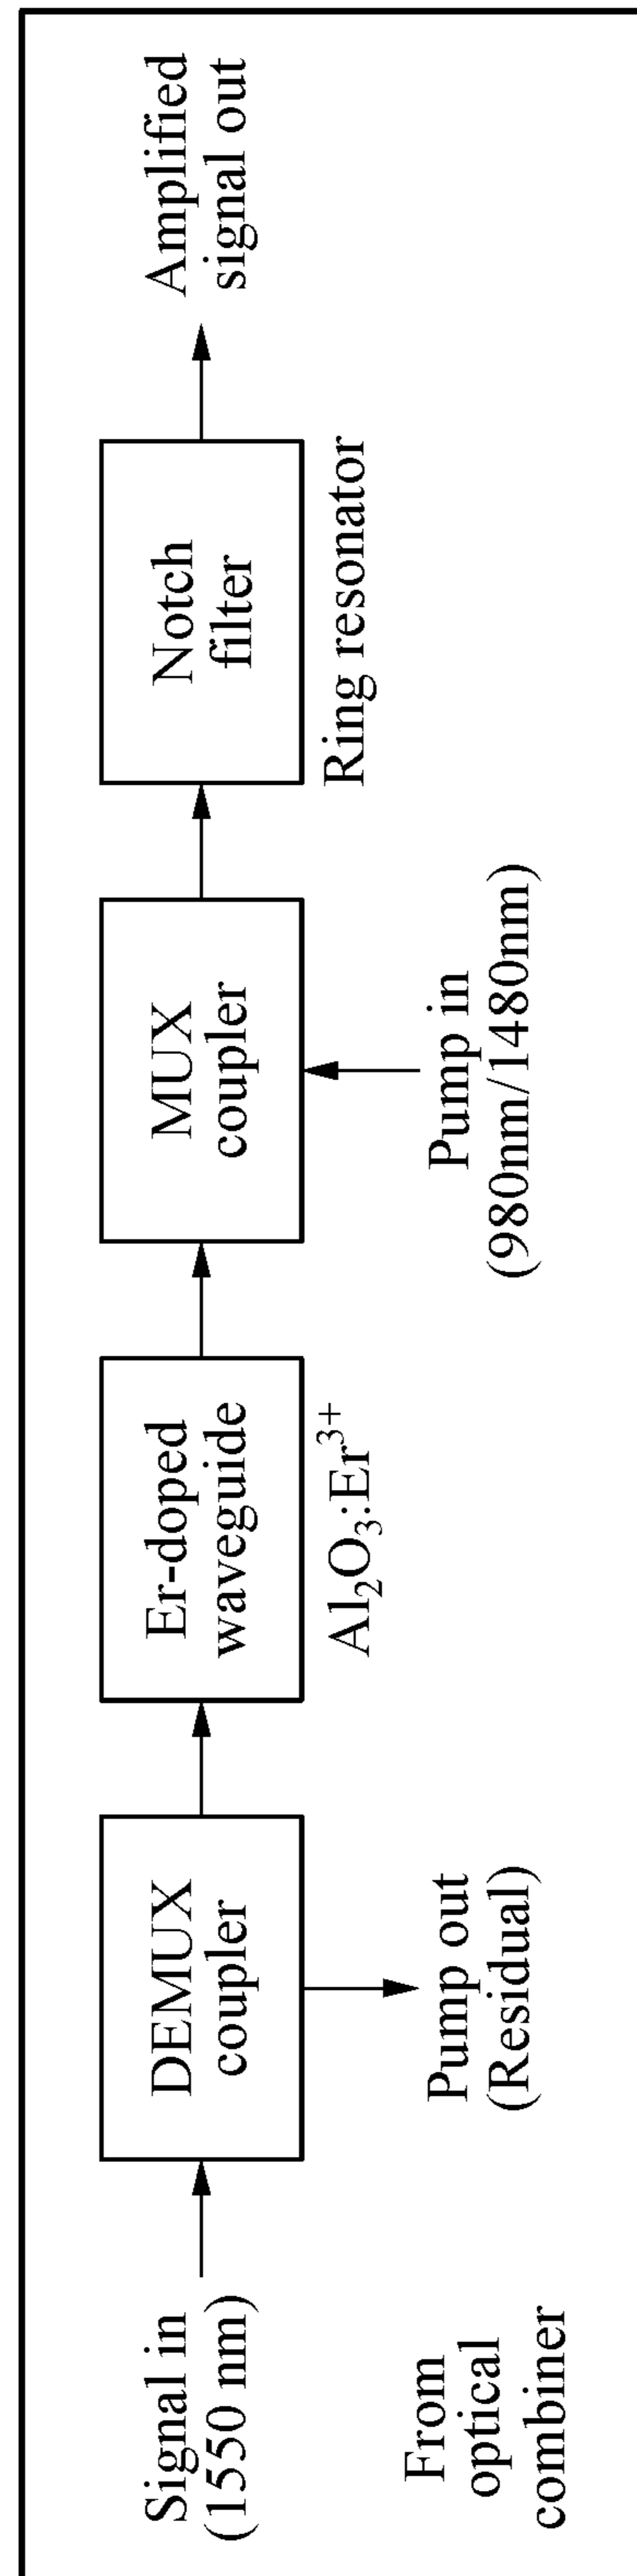 Signal in
(1550 nm)
From
optical
combiner
DEMUX
coupler
Pump out
(Residual)
Er-doped
waveguide
Al₂O₃:Er³⁺
MUX
coupler
Pump in
(980nm/1480nm)
Notch
filter
Ring resonator
Amplified
signal out